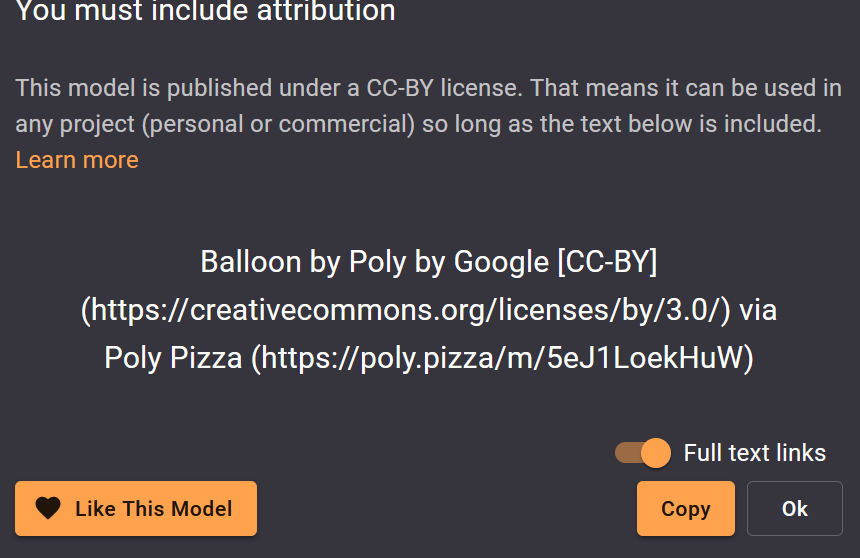 You must include attribution
This model is published under a CC-BY license. That means it can be used in
any project (personal or commercial) so long as the text below is included.
Learn more
Balloon by Poly by Google [CC-BY]
(https://creativecommons.org/licenses/by/3.0/) via
Poly Pizza (https://poly.pizza/m/5eJ1LoekHuW)
Full text links
Like This Model
Copy
Ok